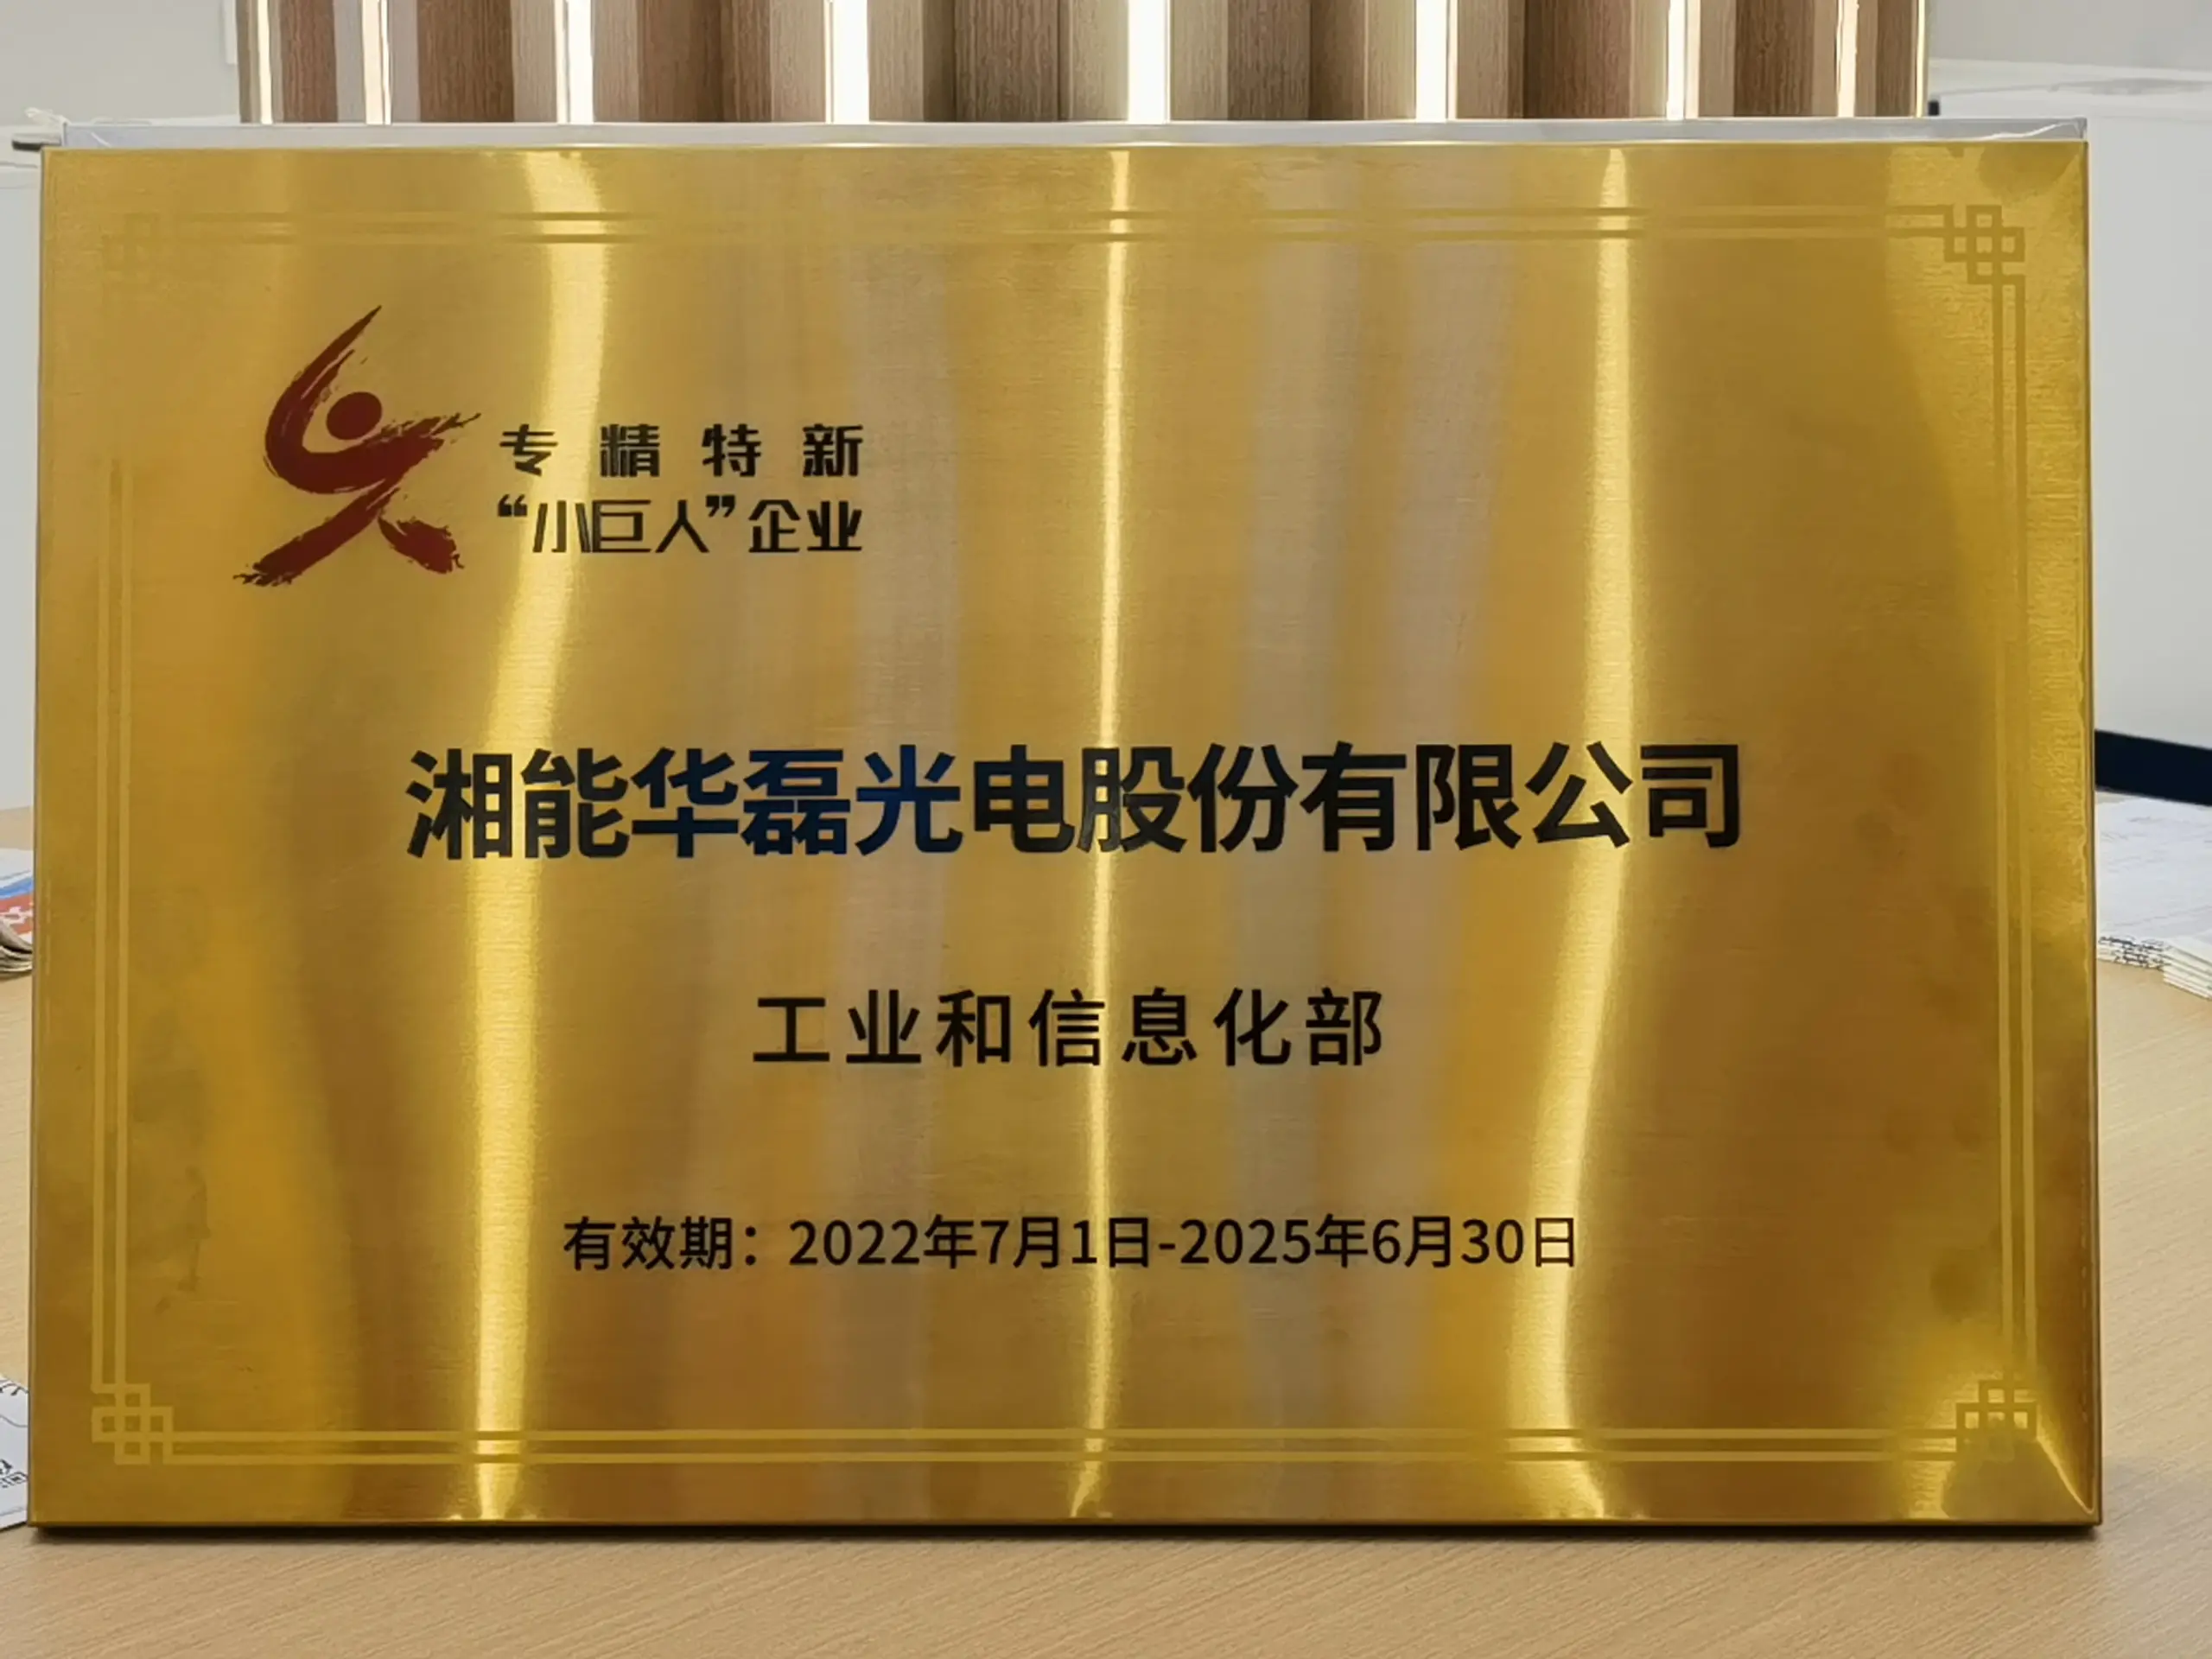 专精特新
“小巨人”企业
湘能华磊光电股份有限公司
工业和信息化部
有效期：2022年7月1日-2025年6月30日